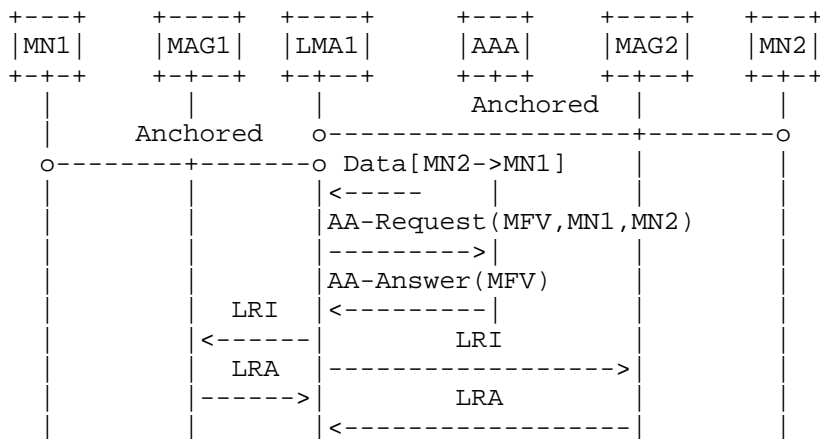 MN1 MAG1 LMA1 AAA MAG2 MN2
Anchored
Anchored
Data[MN2->MN1]
AA-Request(MFV,MN1,MN2)
AA-Answer(MFV)
LRI
LRI
LRA
LRA